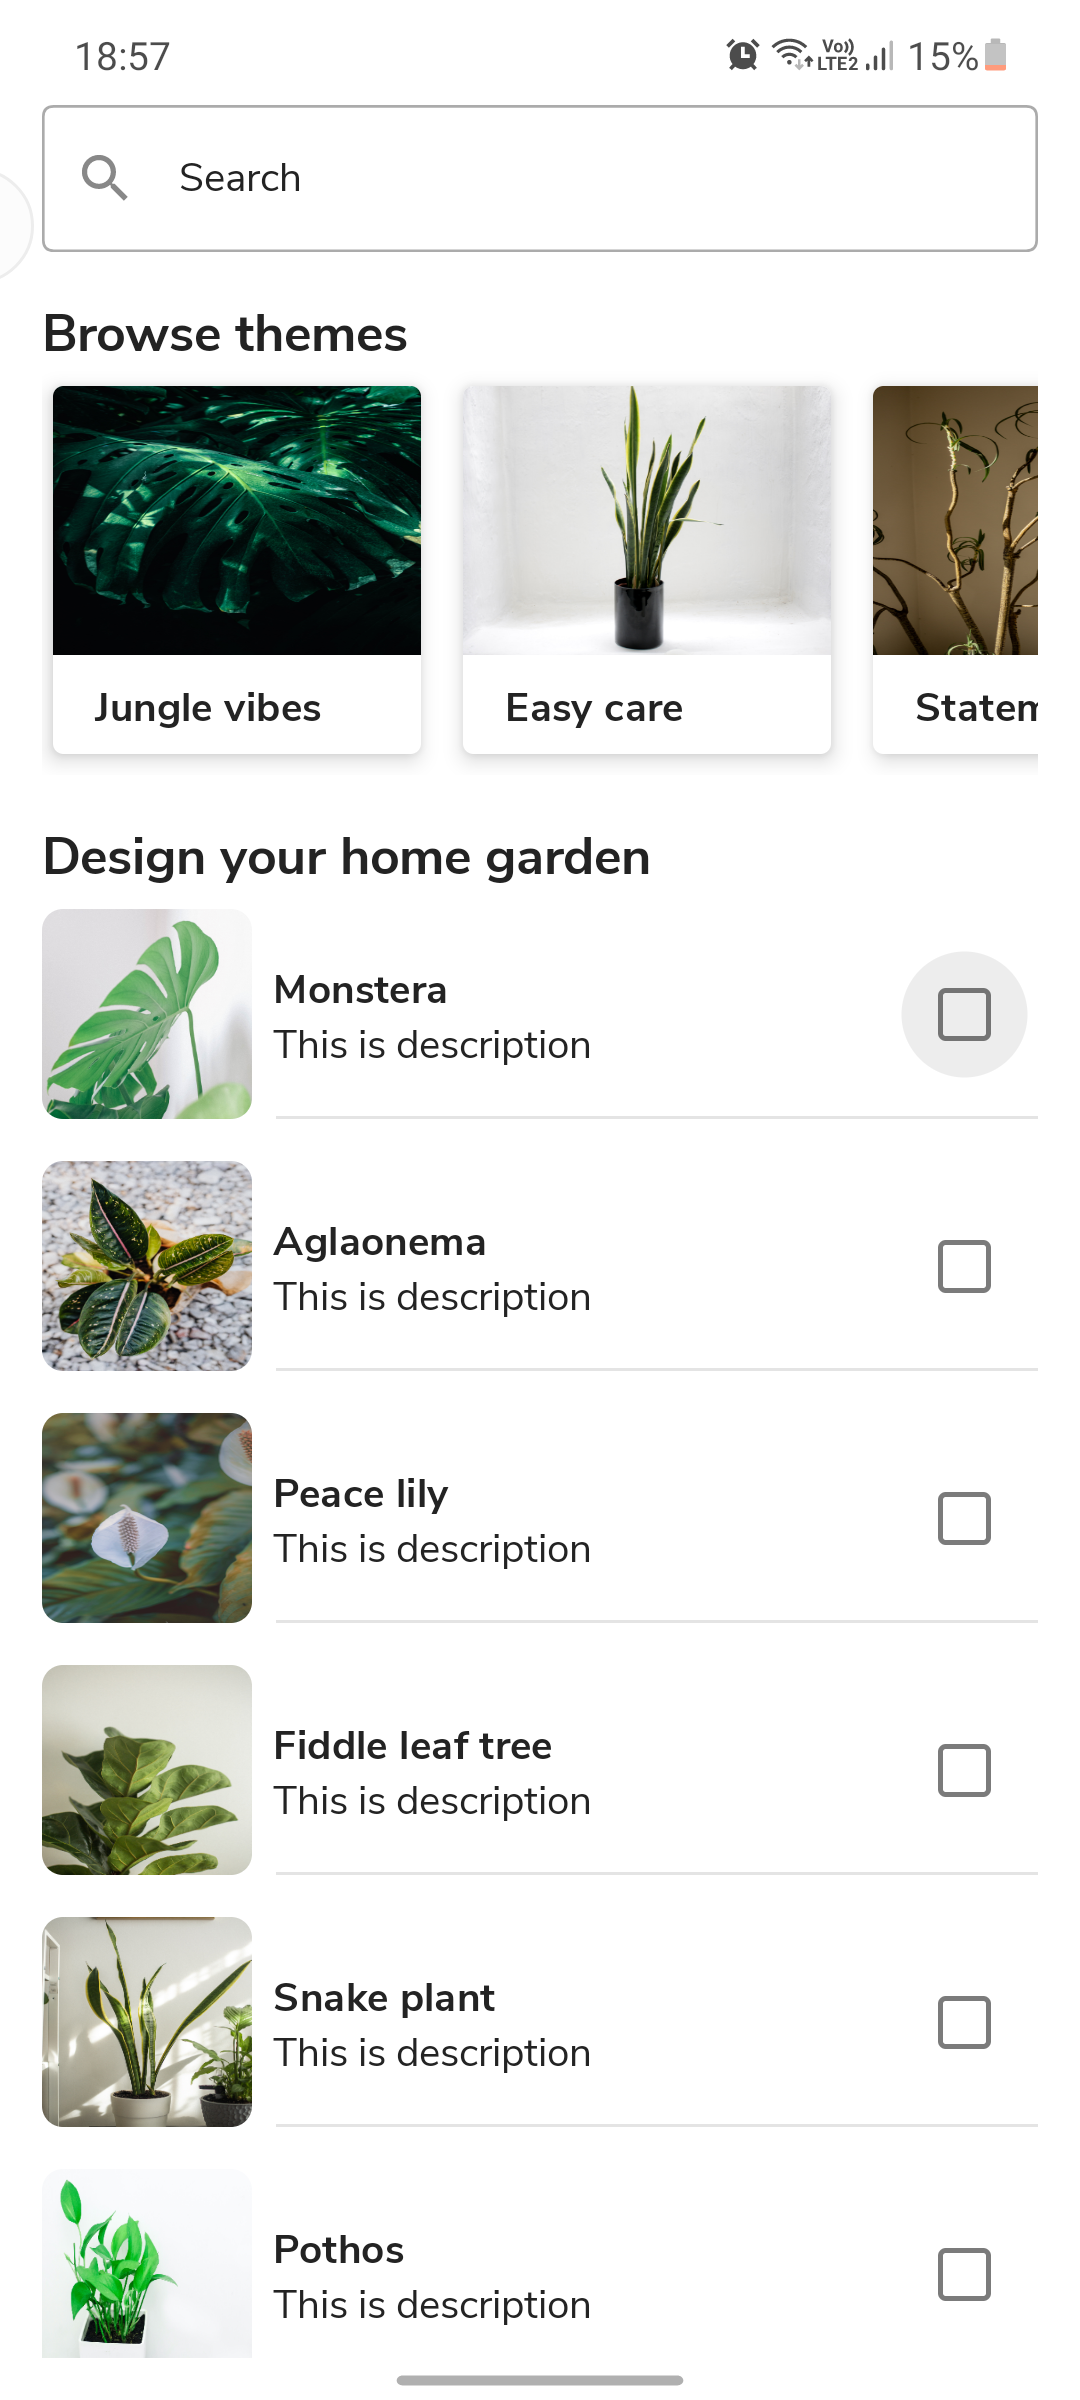 18:57
Vo)) LTE2 15%
Search
Browse themes
Jungle vibes
Easy care
Design your home garden
Monstera
This is description
Aglaonema
This is description
Peace lily
This is description
Fiddle leaf tree
This is description
Snake plant
This is description
Pothos
This is description